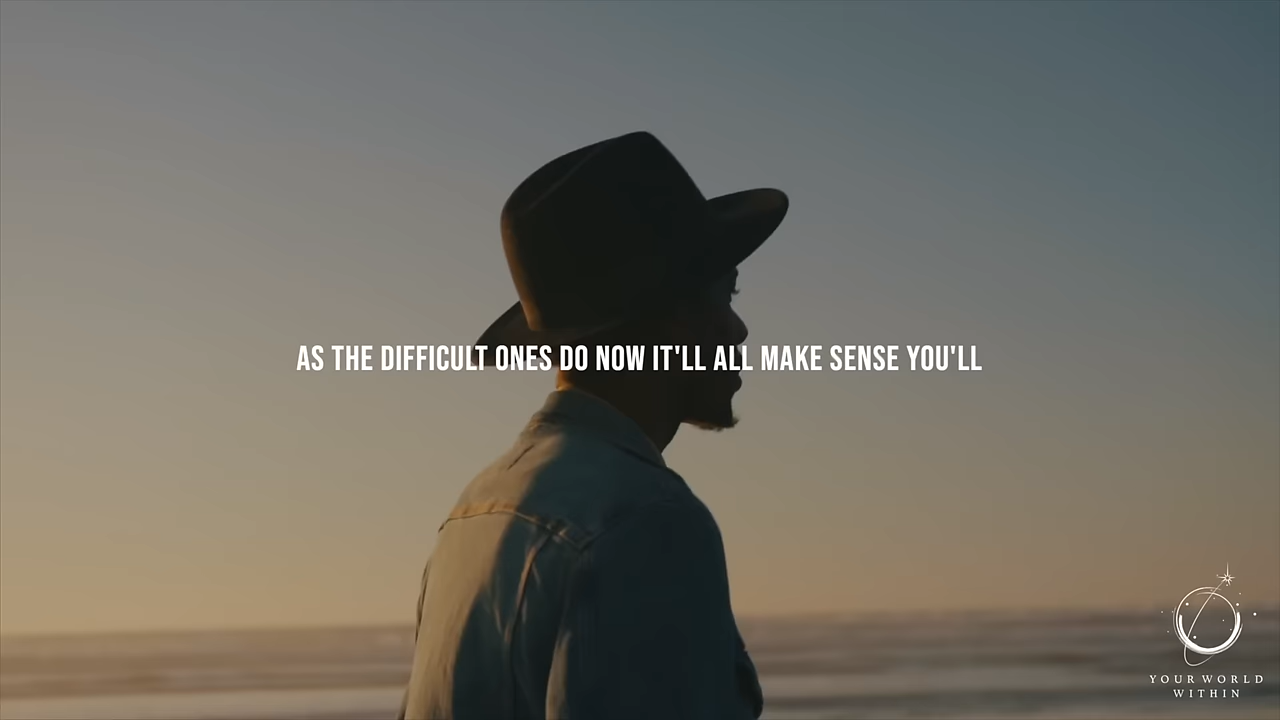 AS THE DIFFICULT ONES DO NOW IT'LL ALL MAKE SENSE YOU'LL
YOUR WORLD
WITHIN